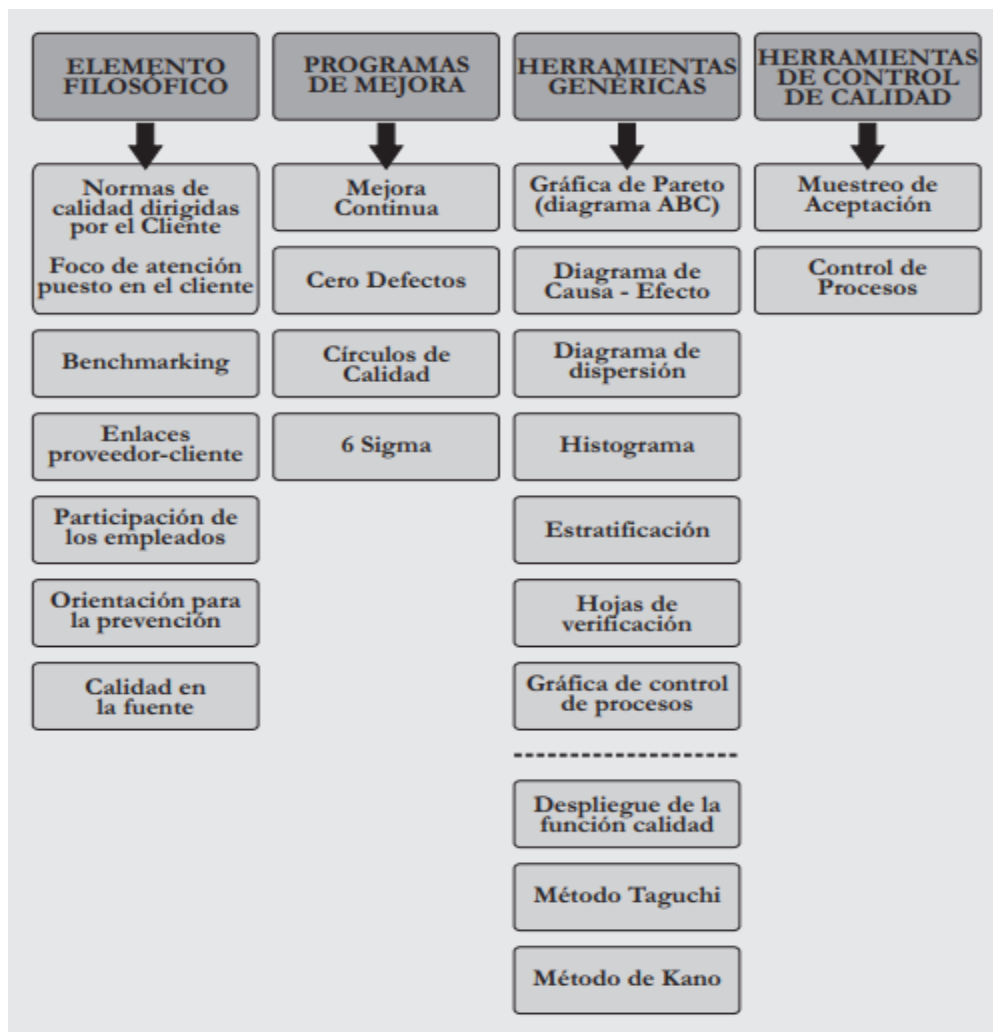 ELEMENTO
FILOSÓFICO
Normas de
calidad dirigidas
por el Cliente
Foco de atención
puesto en el cliente
Benchmarking
Enlaces
proveedor-cliente
Participación de
los empleados
Orientación para
la prevención
Calidad en
la fuente
PROGRAMAS
DE MEJORA
Mejora
Continua
Cero Defectos
Círculos de
Calidad
6 Sigma
HERRAMIENTAS
GENÉRICAS
Gráfica de Pareto
(diagrama ABC)
Diagrama de
Causa - Efecto
Diagrama de
dispersión
Histograma
Estratificación
Hojas de
verificación
Gráfica de control
de procesos
Despliegue de la
función calidad
Método Taguchi
Método de Kano
HERRAMIENTAS
DE CONTROL
DE CALIDAD
Muestreo de
Aceptación
Control de
Procesos